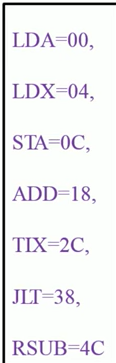 LDA=00,
LDX=04,
STA=0C,
ADD=18,
TIX=2C,
JLT=38,
RSUB=4C